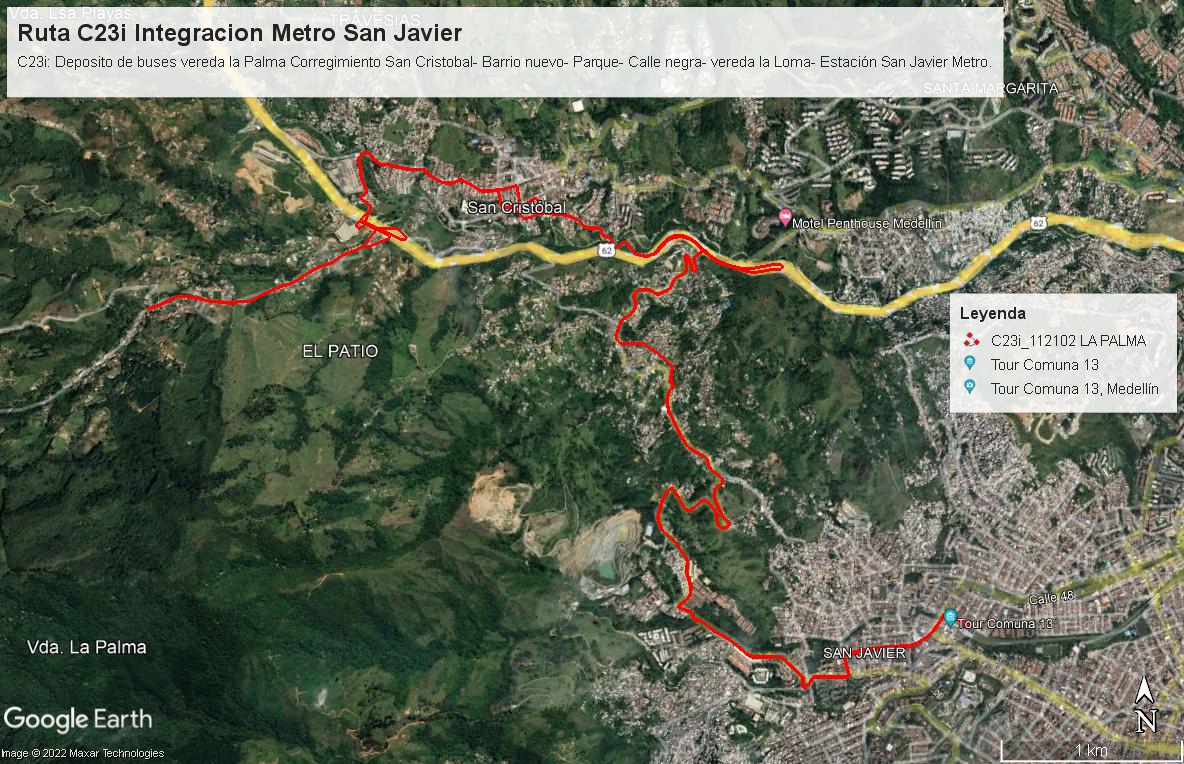 Vda. Lsa Playas
TRAVESIAS
Ruta C23i Integracion Metro San Javier
C23i: Deposito de buses vereda la Palma Corregimiento San Cristobal- Barrio nuevo- Parque- Calle negra- vereda la Loma- Estación San Javier Metro.
SANTA MARGARITA
San Cristóbal
Motel Penthouse Medellín
62
62
Leyenda
C23i_112102 LA PALMA
Tour Comuna 13
Tour Comuna 13, Medellín
EL PATIO
Calle 48
Tour Comuna 13
Vda. La Palma
SAN JAVIER
N
Google Earth
Image © 2022 Maxar Technologies
1 km